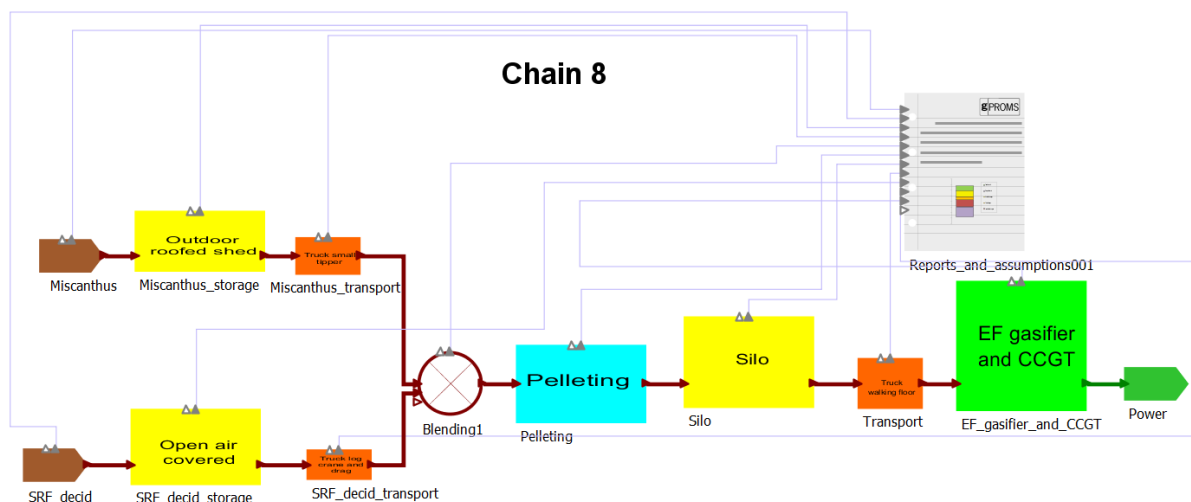 Chain 8
gPROMS
Reports_and_assumptions001
Outdoor
roofed shed
Truck small
tipper
Miscanthus
Miscanthus_storage
Miscanthus_transport
EF gasifier
and CCGT
Silo
Pelleting
Truck
walking floor
Blending1
Pelleting
Silo
Transport
EF_gasifier_and_CCGT
Power
Open air
covered
Truck log
crane and
drag
SRF_decid
SRF_decid_storage
SRF_decid_transport